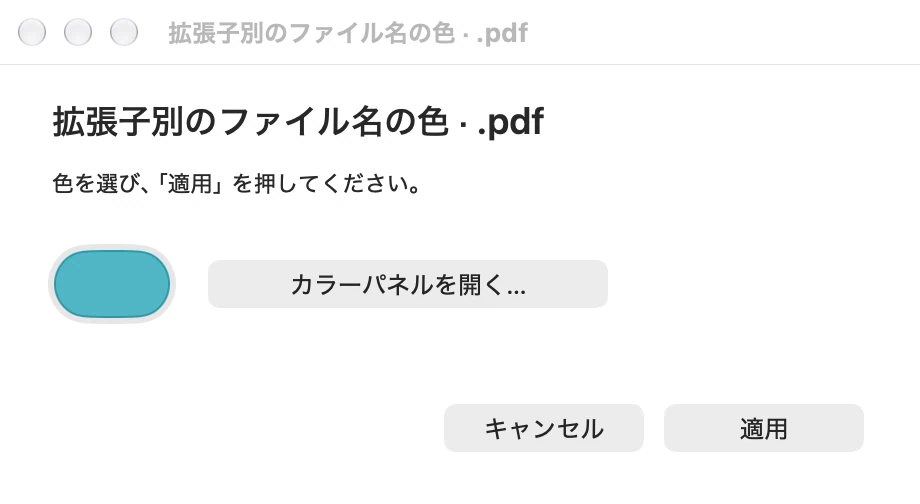 拡張子別のファイル名の色 · .pdf
拡張子別のファイル名の色 · .pdf
色を選び、「適用」を押してください。
カラーパネルを開く...
キャンセル
適用